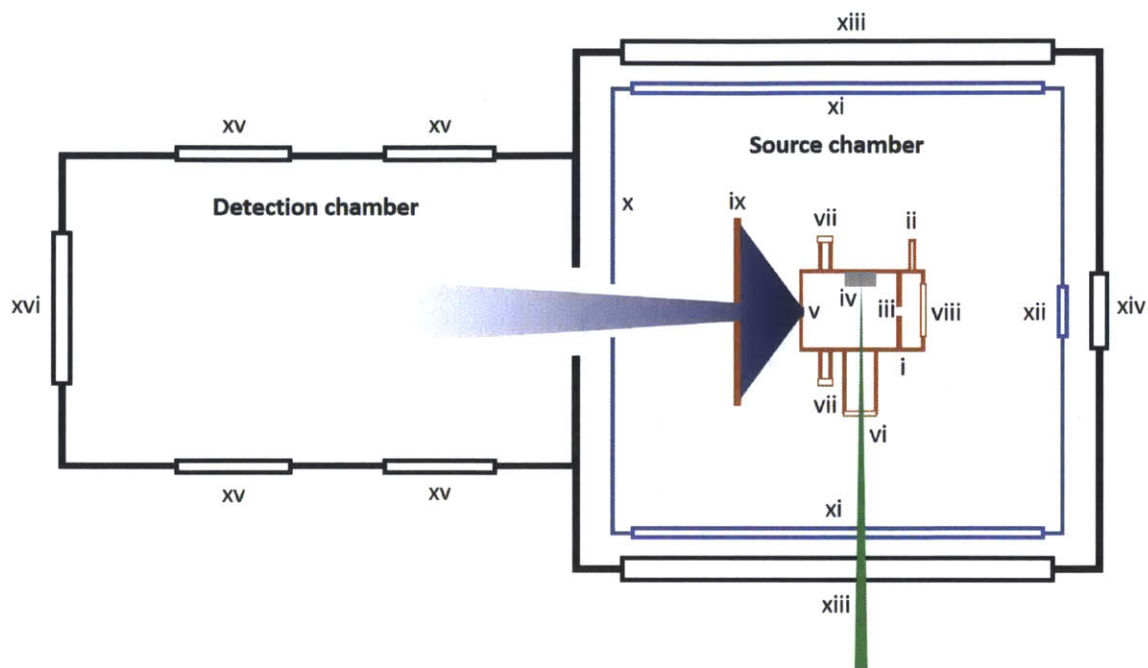 xiii
xi
xv xv
Source chamber
Detection chamber
x
ix
vii
ii
xvi
v
iv
iii
viii
xii
xiv
i
vii
vi
xv xv
xi
xiii